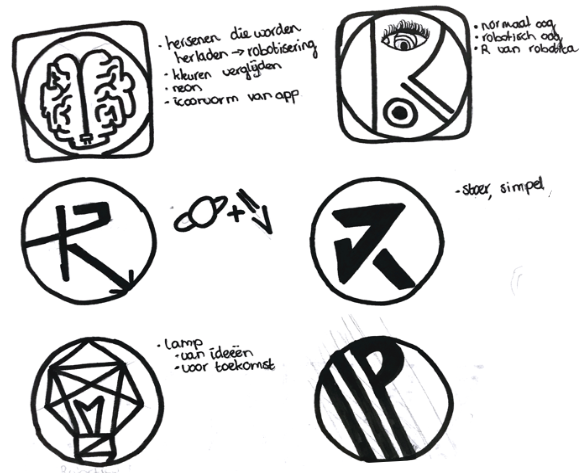 · hersenen die worden
herladen → robotisering
- kleuren verglijden
· neon
- icoonvorm van app
· normaal oog
· robotisch oog
· R van robotica
- stoer, simpel
· lamp
· van ideeën
· voor toekomst